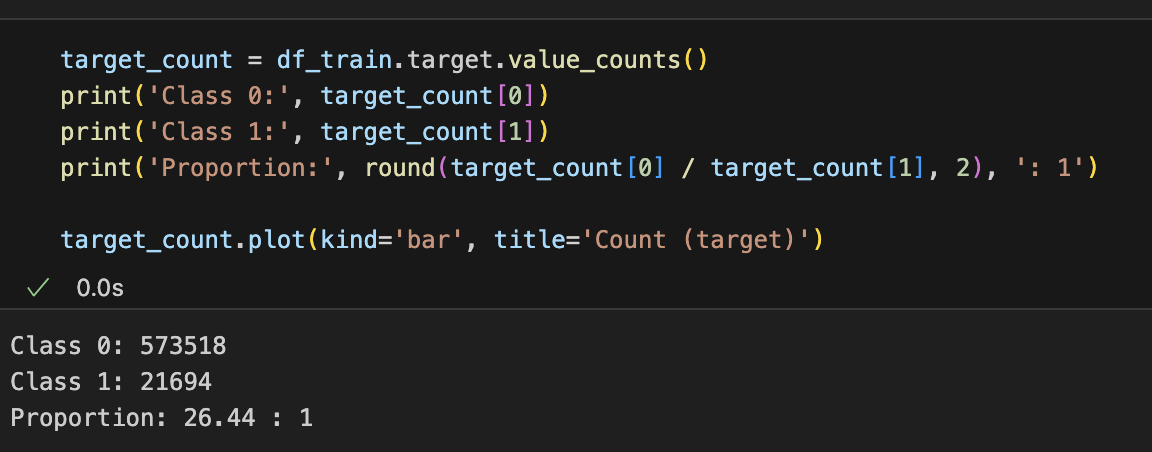 target_count = df_train.target.value_counts()
print('Class 0:', target_count[0])
print('Class 1:', target_count[1])
print('Proportion:', round(target_count[0] / target_count[1], 2), ': 1')
target_count.plot(kind='bar', title='Count (target)')
0.0s
Class 0: 573518
Class 1: 21694
Proportion: 26.44 : 1